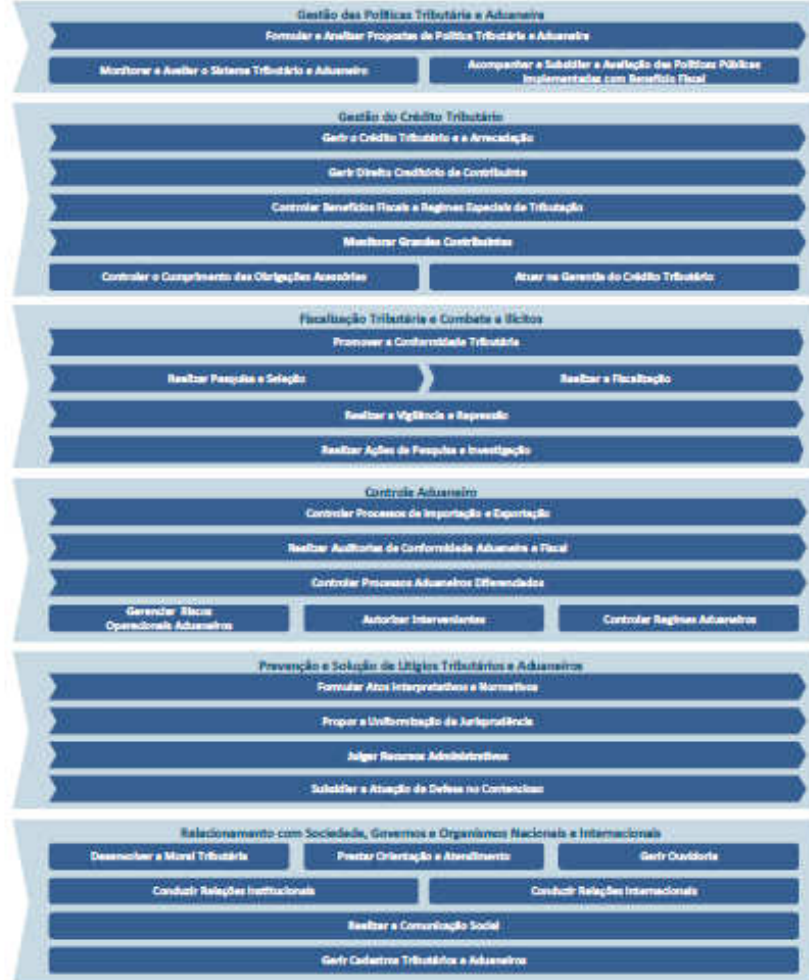 Gestão das Políticas Tributária e Aduaneira
Formular e Analisar Propostas de Política Tributária e Aduaneira
Monitorar e Avaliar o Sistema Tributário e Aduaneiro
Acompanhar e Subsidiar a Avaliação das Políticas Públicas
Implementadas com Benefício Fiscal
Gestão do Crédito Tributário
Gerir o Crédito Tributário e a Arrecadação
Gerir Direito Creditório do Contribuinte
Controlar Benefícios Fiscais e Regimes Especiais de Tributação
Monitorar Grandes Contribuintes
Controlar o Cumprimento das Obrigações Acessórias
Atuar na Garantia do Crédito Tributário
Fiscalização Tributária e Combate a Ilícitos
Promover a Conformidade Tributária
Realizar Pesquisa e Seleção
Realizar a Fiscalização
Realizar a Vigilância e Repressão
Realizar Ações de Pesquisa e Investigação
Controle Aduaneiro
Controlar Processos de Importação e Exportação
Realizar Auditorias de Conformidade Aduaneira e Fiscal
Controlar Processos Aduaneiros Diferenciados
Gerenciar Riscos
Operacionais Aduaneiros
Autorizar Intervenientes
Controlar Regimes Aduaneiros
Prevenção e Solução de Litígios Tributários e Aduaneiros
Formular Atos Interpretativos e Normativos
Propor a Uniformização da Jurisprudência
Julgar Recursos Administrativos
Subsidiar a Atuação da Defesa no Contencioso
Relacionamento com Sociedade, Governos e Organismos Nacionais e Internacionais
Desenvolver a Moral Tributária
Prestar Orientação e Atendimento
Gerir Ouvidoria
Conduzir Relações Institucionais
Conduzir Relações Internacionais
Realizar a Comunicação Social
Gerir Cadastros Tributários e Aduaneiros